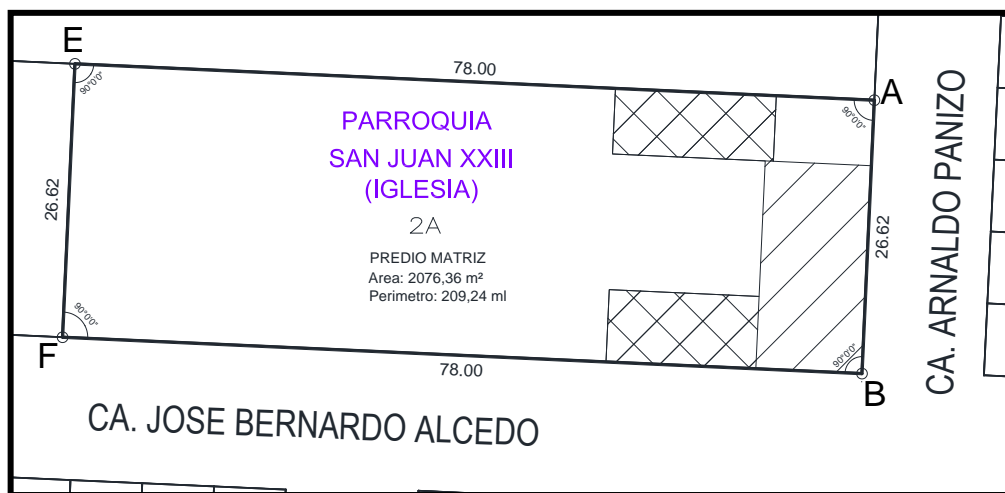 E
78.00
A
90°0'0"
90°0'0"
PARROQUIA
SAN JUAN XXIII
(IGLESIA)
2A
PREDIO MATRIZ
Area: 2076,36 m²
Perimetro: 209,24 ml
26.62
26.62
CA. ARNALDO PANIZO
90°0'0"
90°0'0"
F
78.00
B
CA. JOSE BERNARDO ALCEDO